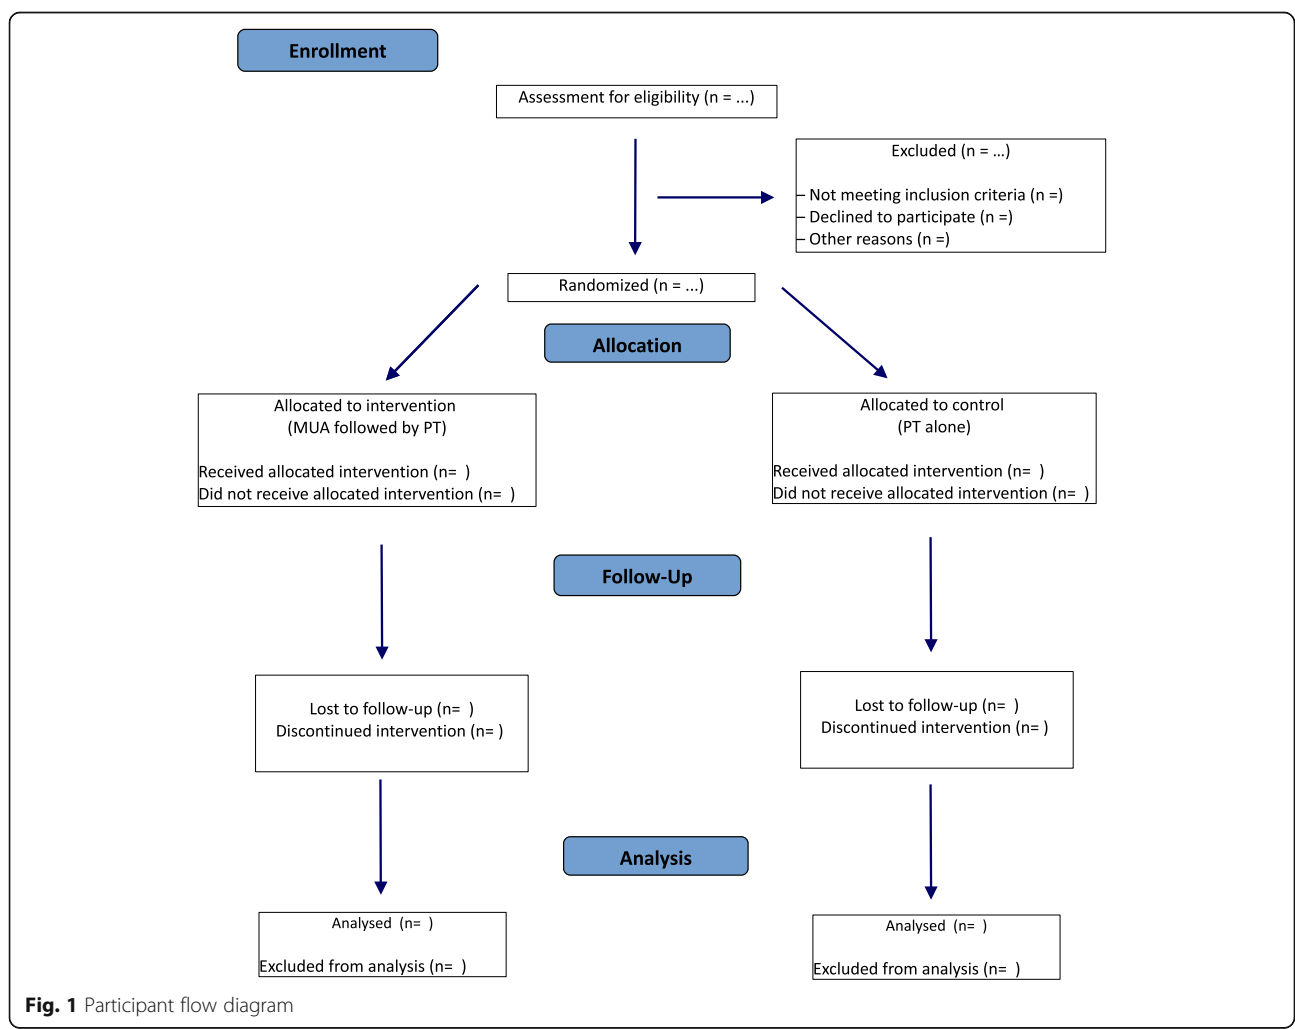 Enrollment
Assessment for eligibility (n = ...)
Excluded (n = ...)
– Not meeting inclusion criteria (n =)
– Declined to participate (n =)
– Other reasons (n =)
Randomized (n = ...)
Allocation
Allocated to intervention
(MUA followed by PT)
Received allocated intervention (n=  )
Did not receive allocated intervention (n=  )
Allocated to control
(PT alone)
Received allocated intervention (n=  )
Did not receive allocated intervention (n=  )
Follow-Up
Lost to follow-up (n=  )
Discontinued intervention (n= )
Lost to follow-up (n=  )
Discontinued intervention (n= )
Analysis
Analysed  (n=  )
Excluded from analysis (n=  )
Analysed  (n=  )
Excluded from analysis (n=  )
Fig. 1 Participant flow diagram